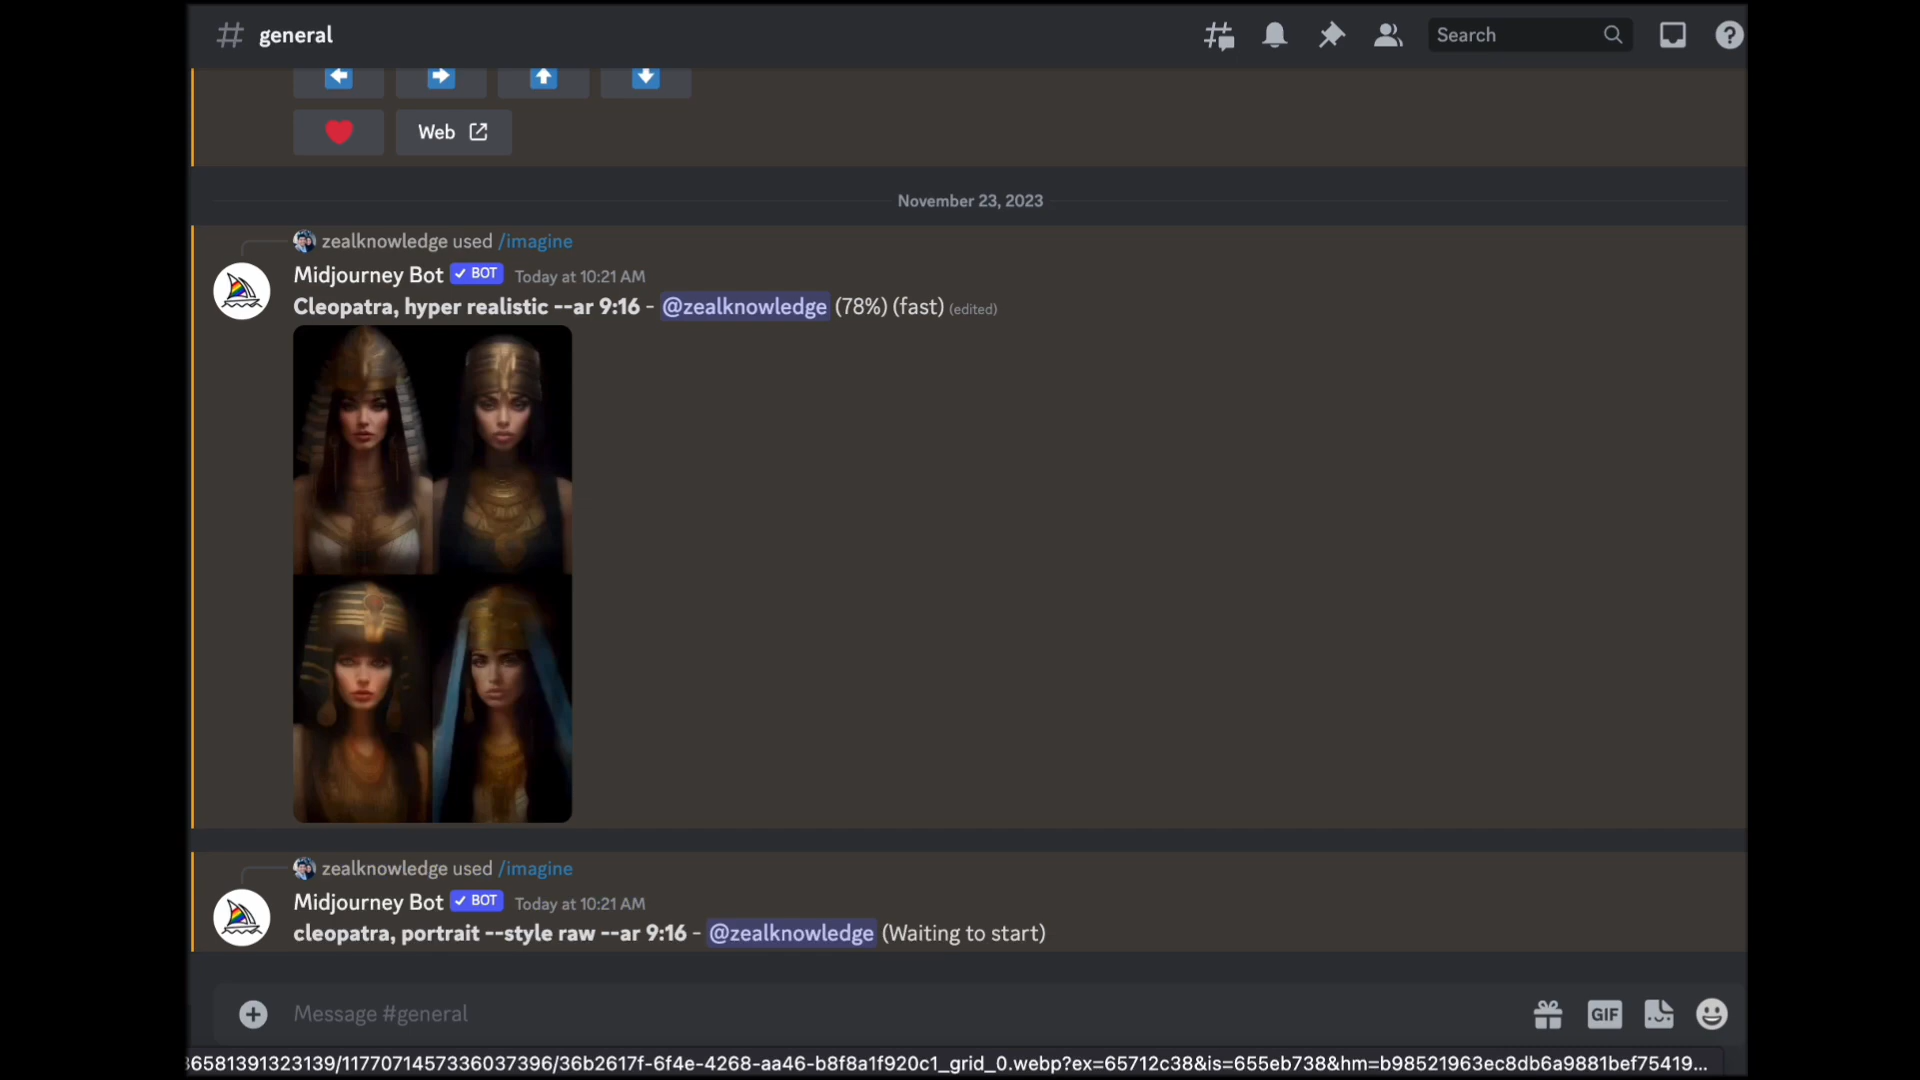 general
Search
Web
November 23, 2023
zealknowledge used /imagine
Midjourney Bot ✓ BOT Today at 10:21 AM
Cleopatra, hyper realistic --ar 9:16 - @zealknowledge (78%) (fast) (edited)
zealknowledge used /imagine
Midjourney Bot ✓ BOT Today at 10:21 AM
cleopatra, portrait --style raw --ar 9:16 - @zealknowledge (Waiting to start)
Message #general
GIF
36581391323139/1177071457336037396/36b2617f-6f4e-4268-aa46-b8f8a1f920c1_grid_0.webp?ex=65712c38&is=655eb738&hm=b98521963ec8db6a9881bef75419...